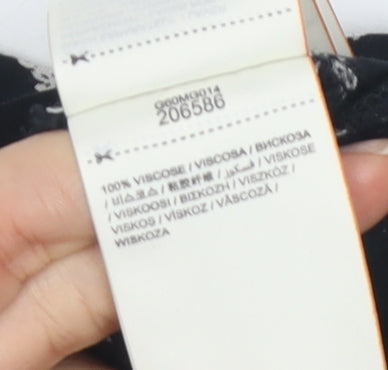 G60MG014
206586
100% VISCOSE / VISCOSA / ВИСКОЗА
/ 비스코스 / 粘胶纤维 / فسكوز / VISKOSE
/ VISKOOSI / ΒΙΣΚΟΖΗ / VISZKÓZ /
VISKOS / VISKOZ / VÂSCOZĂ /
WISKOZA